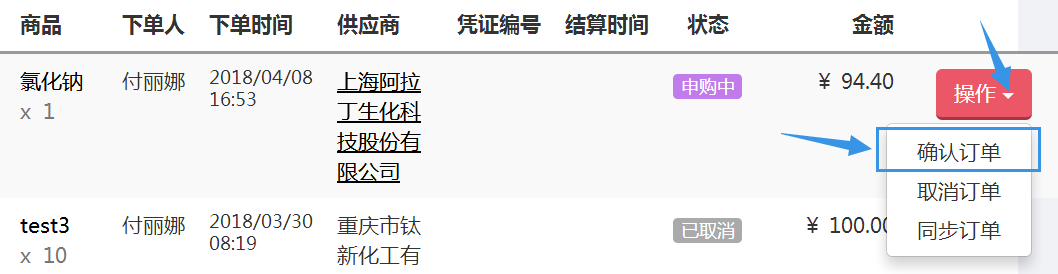 商品 下单人 下单时间 供应商 凭证编号 结算时间 状态 金额
氯化钠 付丽娜 2018/04/08 上海阿拉 申购中 ¥ 94.40 操作
x 1 16:53 丁生化科
技股份有
限公司
确认订单
取消订单
test3 付丽娜 2018/03/30 重庆市钛 已取消 ¥ 100.00 同步订单
x 10 08:19 新化工有